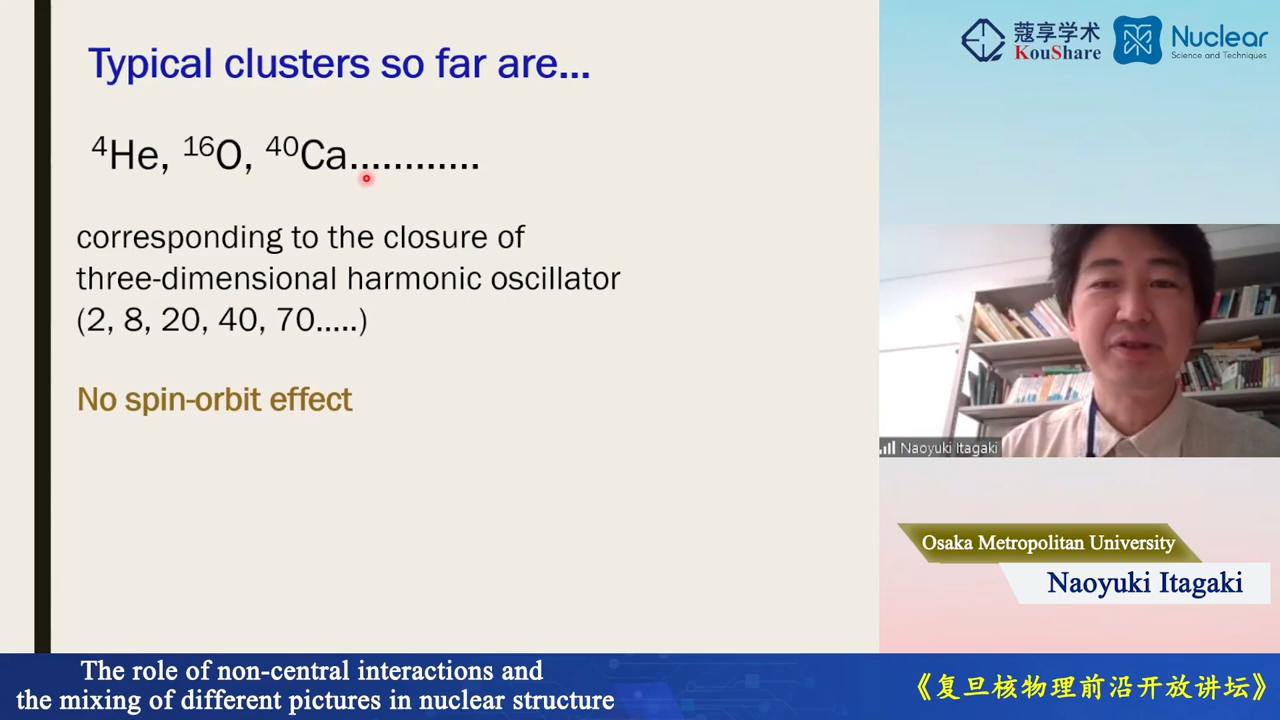 Typical clusters so far are...
⁴He, ¹⁶O, ⁴⁰Ca............
corresponding to the closure of
three-dimensional harmonic oscillator
(2, 8, 20, 40, 70.....)
No spin-orbit effect
蔻享学术
KouShare
Nuclear
Science and Techniques
Naoyuki Itagaki
Osaka Metropolitan University
Naoyuki Itagaki
The role of non-central interactions and
the mixing of different pictures in nuclear structure
《复旦核物理前沿开放讲坛》